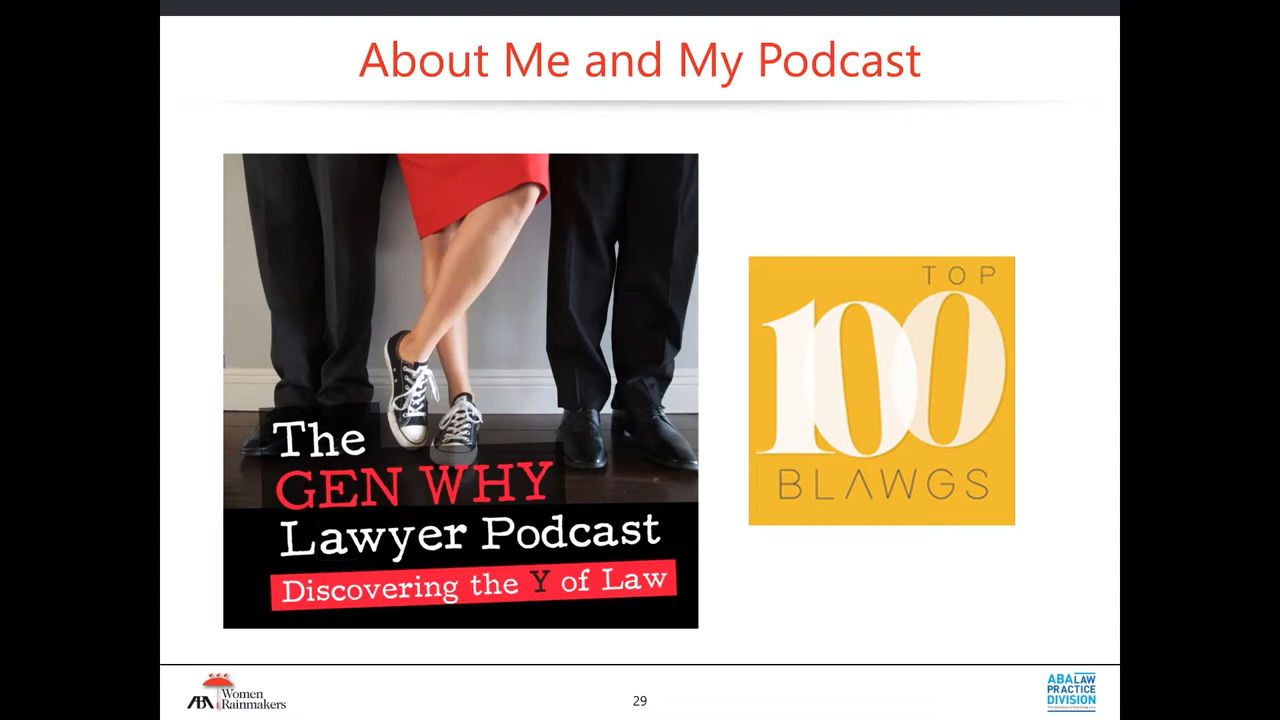 About Me and My Podcast
The
GEN WHY
Lawyer Podcast
Discovering the Y of Law
TOP
100
BLAWGS
ABA Women
Rainmakers
29
ABA LAW
PRACTICE
DIVISION